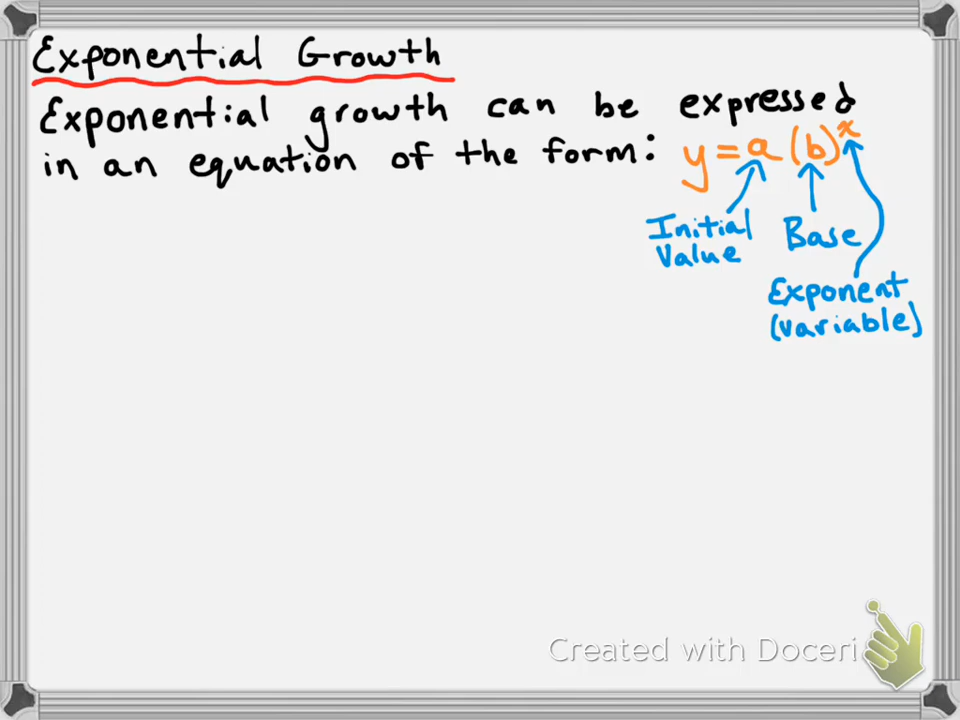 Exponential Growth
Exponential growth can be expressed
in an equation of the form: y = a (b)^x
Initial Value
Base
Exponent
(variable)
Created with Doceri